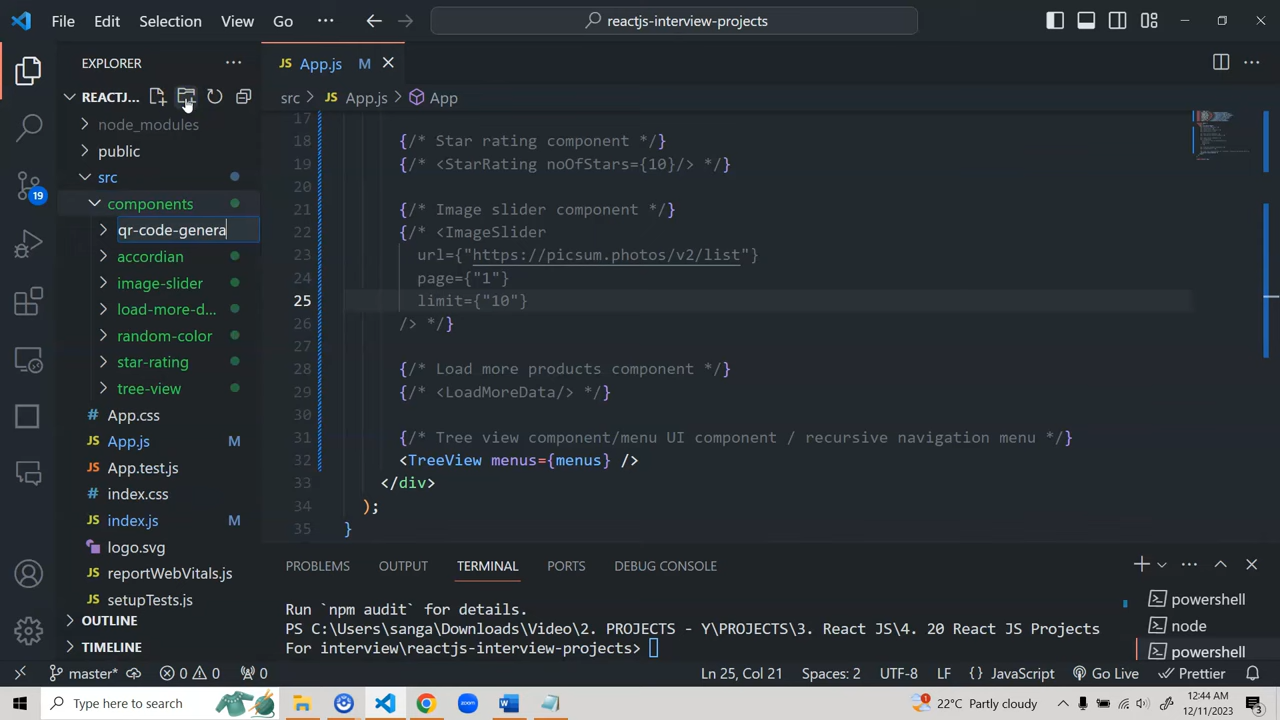 File Edit Selection View Go ··· reactjs-interview-projects
EXPLORER ···
REACTJ...
node_modules
public
src
components
qr-code-genera
accordian
image-slider
load-more-d...
random-color
star-rating
tree-view
# App.css
JS App.js M
JS App.test.js
# index.css
JS index.js M
logo.svg
JS reportWebVitals.js
JS setupTests.js
OUTLINE
TIMELINE
19
JS App.js M
src > JS App.js > App
17
18 {/* Star rating component */}
19 {/* <StarRating noOfStars={10}/> */}
20
21 {/* Image slider component */}
22 {/* <ImageSlider
23 url={"https://picsum.photos/v2/list"}
24 page={"1"}
25 limit={"10"}
26 /> */}
27
28 {/* Load more products component */}
29 {/* <LoadMoreData/> */}
30
31 {/* Tree view component/menu UI component / recursive navigation menu */}
32 <TreeView menus={menus} />
33 </div>
34 );
35 }
PROBLEMS OUTPUT TERMINAL PORTS DEBUG CONSOLE ···
Run `npm audit` for details.
PS C:\Users\sanga\Downloads\Video\2. PROJECTS - Y\PROJECTS\3. React JS\4. 20 React JS Projects
For interview\reactjs-interview-projects>
powershell
node
powershell
master* 0 0 0 Ln 25, Col 21 Spaces: 2 UTF-8 LF {} JavaScript Go Live Prettier
Type here to search
22°C Partly cloudy
12:44 AM
12/11/2023
1
3